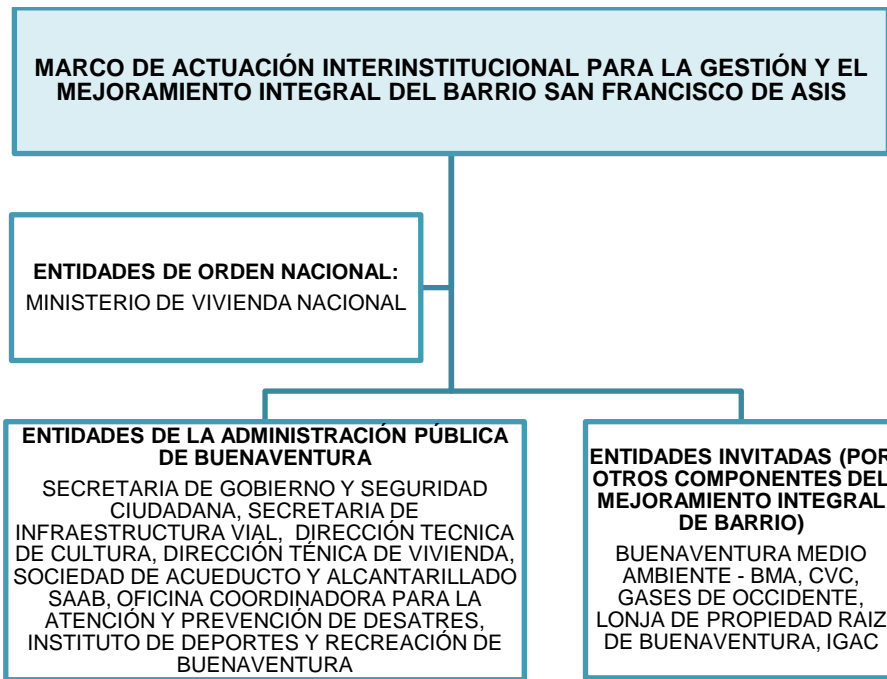 MARCO DE ACTUACIÓN INTERINSTITUCIONAL PARA LA GESTIÓN Y EL
MEJORAMIENTO INTEGRAL DEL BARRIO SAN FRANCISCO DE ASIS
ENTIDADES DE ORDEN NACIONAL:
MINISTERIO DE VIVIENDA NACIONAL
ENTIDADES DE LA ADMINISTRACIÓN PÚBLICA
DE BUENAVENTURA
SECRETARIA DE GOBIERNO Y SEGURIDAD
CIUDADANA, SECRETARIA DE
INFRAESTRUCTURA VIAL, DIRECCIÓN TECNICA
DE CULTURA, DIRECCIÓN TÉNICA DE VIVIENDA,
SOCIEDAD DE ACUEDUCTO Y ALCANTARILLADO
SAAB, OFICINA COORDINADORA PARA LA
ATENCIÓN Y PREVENCIÓN DE DESATRES,
INSTITUTO DE DEPORTES Y RECREACIÓN DE
BUENAVENTURA
ENTIDADES INVITADAS (POR
OTROS COMPONENTES DEL
MEJORAMIENTO INTEGRAL
DE BARRIO)
BUENAVENTURA MEDIO
AMBIENTE - BMA, CVC,
GASES DE OCCIDENTE,
LONJA DE PROPIEDAD RAIZ
DE BUENAVENTURA, IGAC